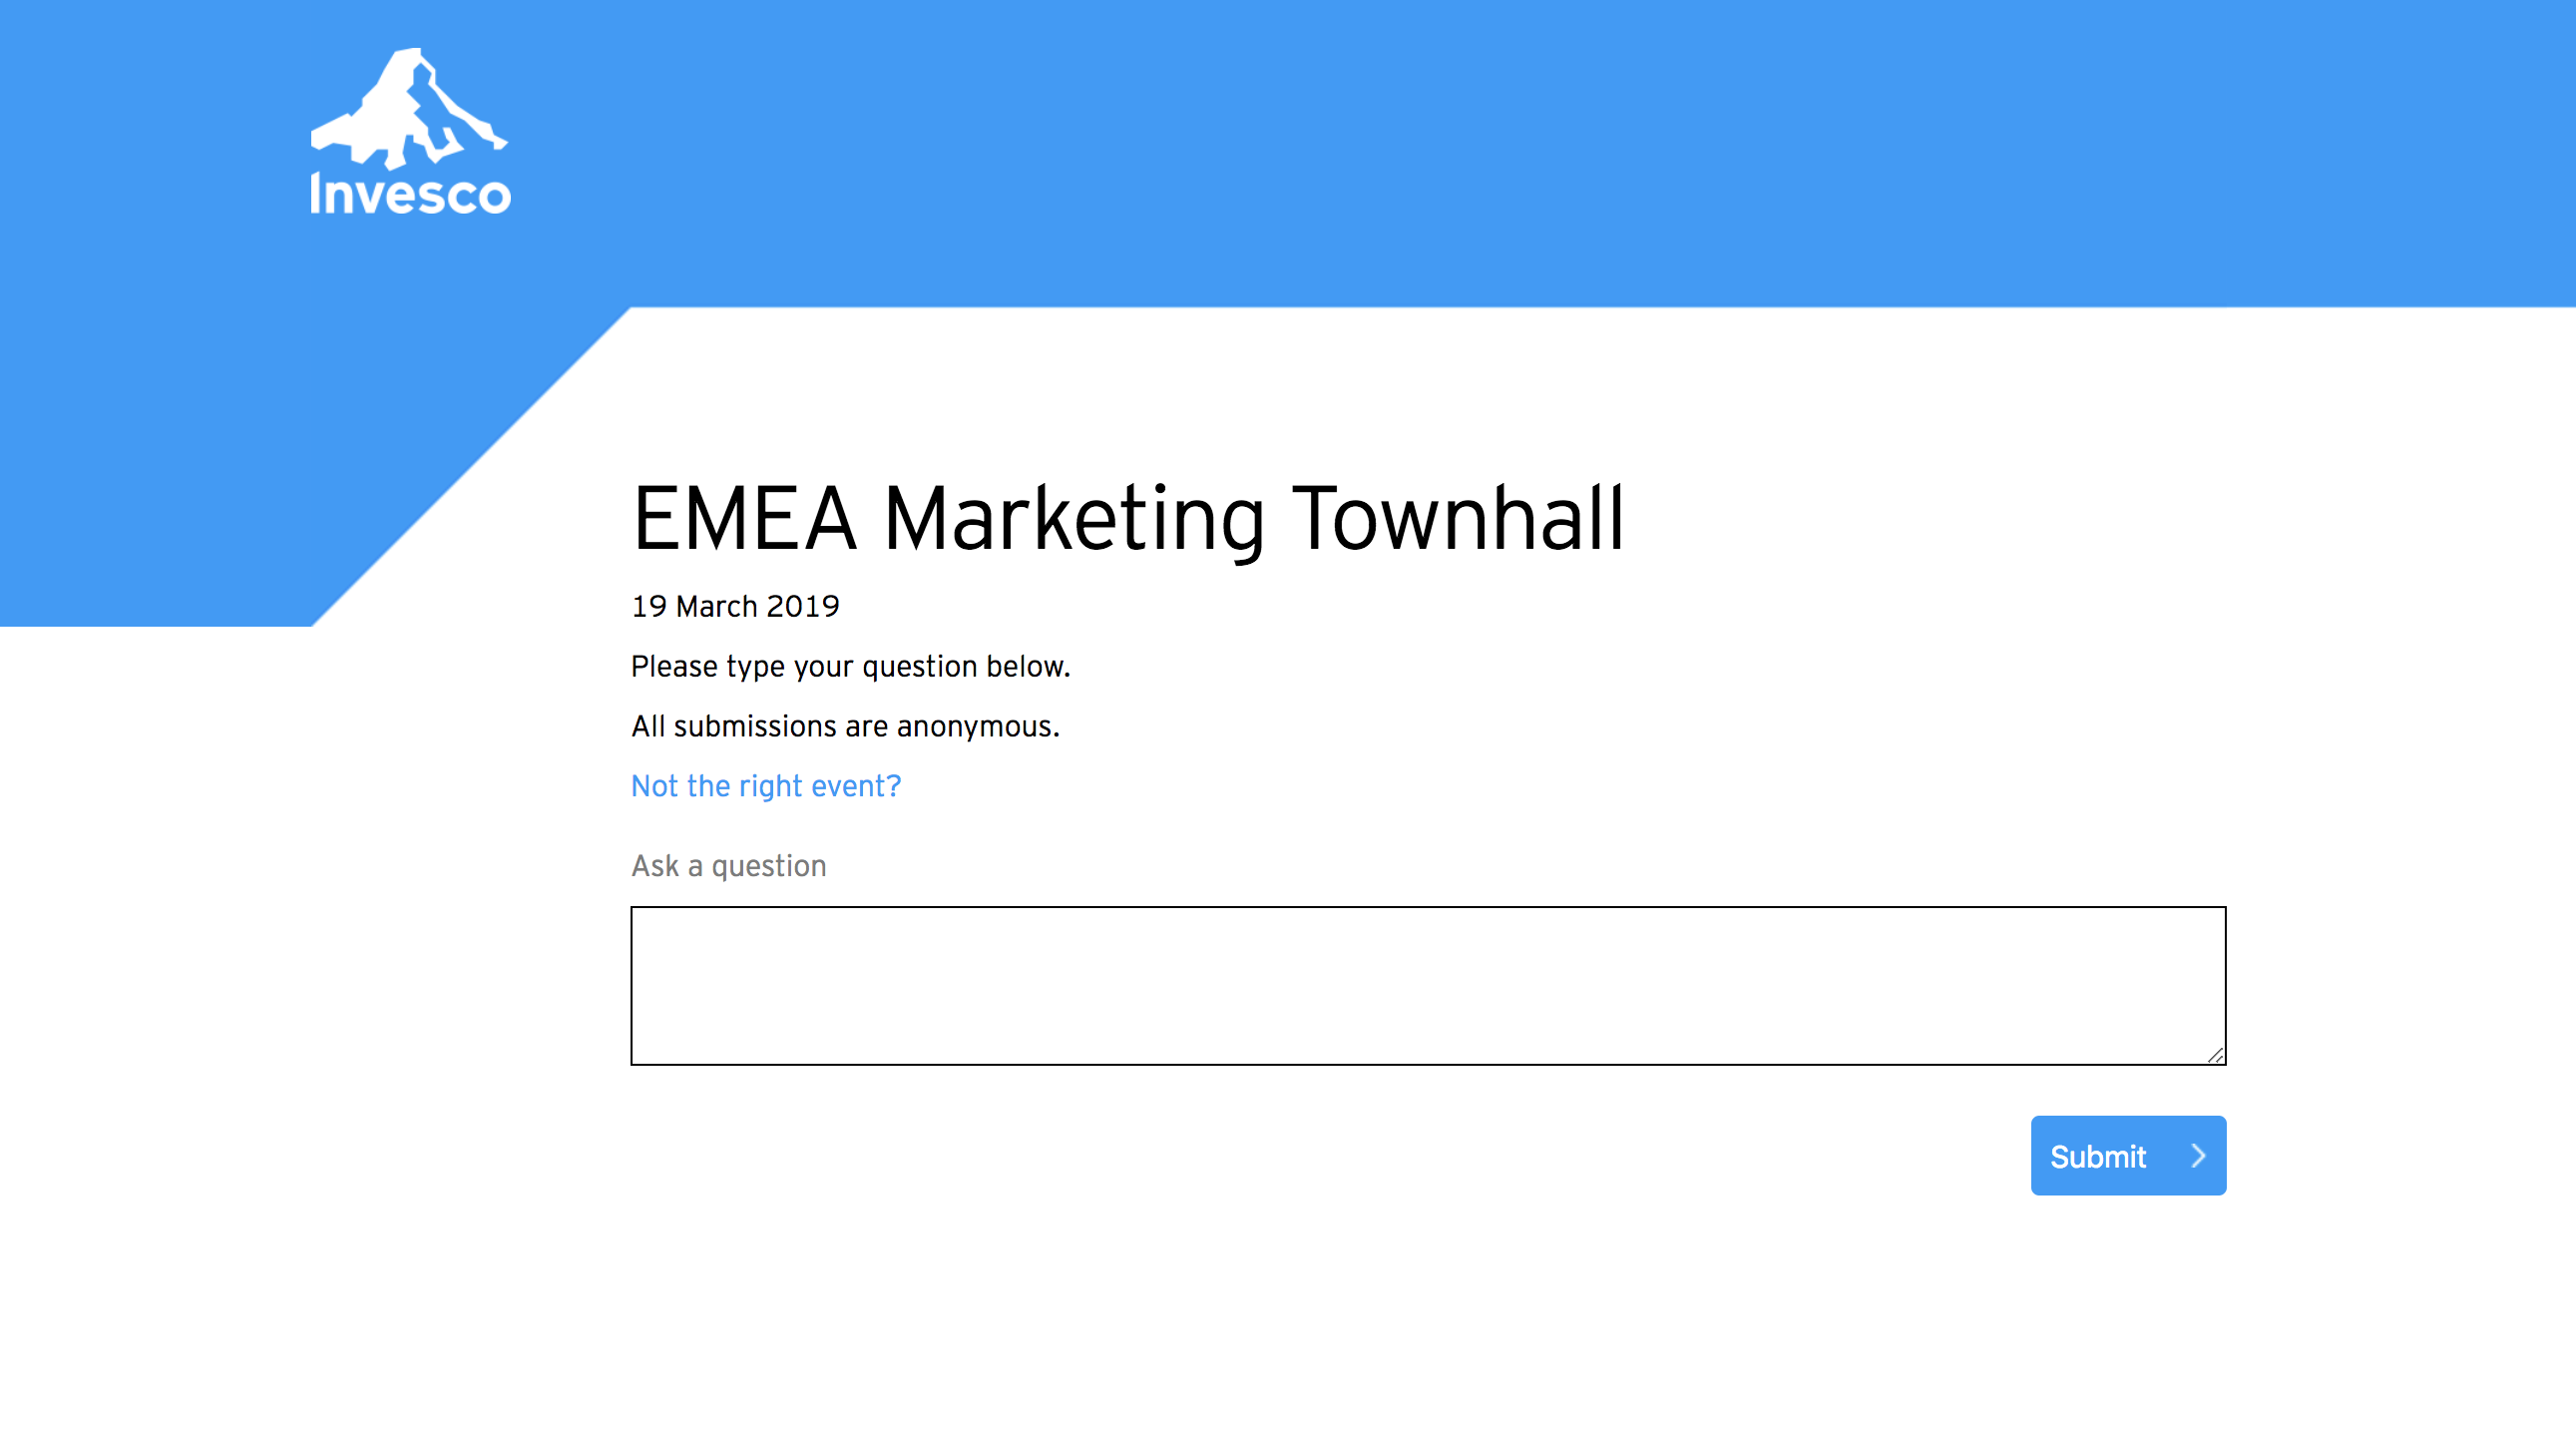 Invesco
EMEA Marketing Townhall
19 March 2019
Please type your question below.
All submissions are anonymous.
Not the right event?
Ask a question
Submit